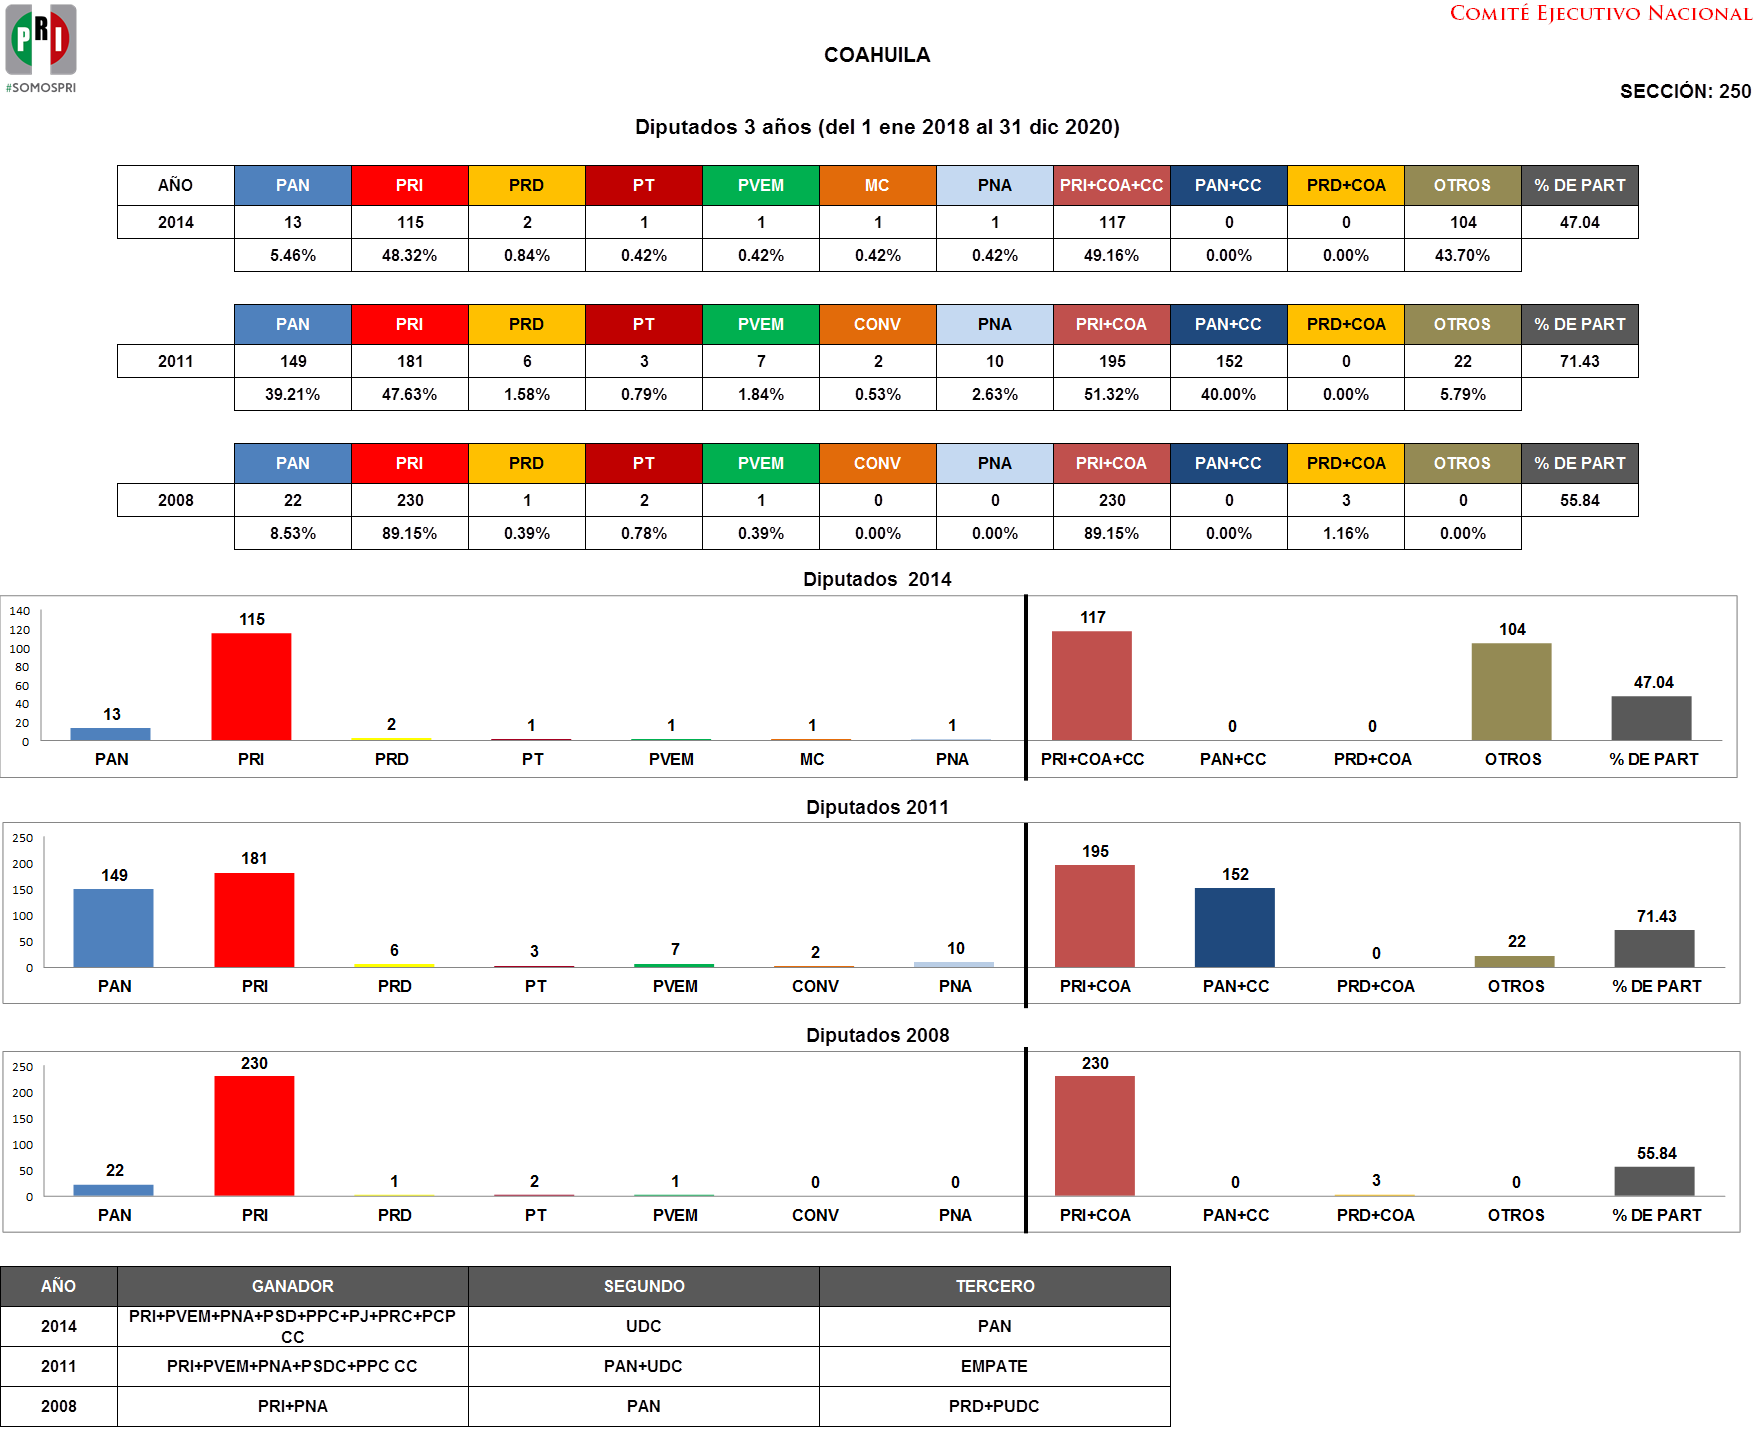 PRI
#SOMOSPRI
COMITÉ EJECUTIVO NACIONAL
COAHUILA
SECCIÓN: 250
Diputados 3 años (del 1 ene 2018 al 31 dic 2020)
AÑO PAN PRI PRD PT PVEM MC PNA PRI+COA+CC PAN+CC PRD+COA OTROS % DE PART
2014 13 115 2 1 1 1 1 117 0 0 104 47.04
5.46% 48.32% 0.84% 0.42% 0.42% 0.42% 0.42% 49.16% 0.00% 0.00% 43.70%
PAN PRI PRD PT PVEM CONV PNA PRI+COA PAN+CC PRD+COA OTROS % DE PART
2011 149 181 6 3 7 2 10 195 152 0 22 71.43
39.21% 47.63% 1.58% 0.79% 1.84% 0.53% 2.63% 51.32% 40.00% 0.00% 5.79%
PAN PRI PRD PT PVEM CONV PNA PRI+COA PAN+CC PRD+COA OTROS % DE PART
2008 22 230 1 2 1 0 0 230 0 3 0 55.84
8.53% 89.15% 0.39% 0.78% 0.39% 0.00% 0.00% 89.15% 0.00% 1.16% 0.00%
Diputados 2014
140
120
100
80
60
40
20
0
13 115 2 1 1 1 1 117 0 0 104 47.04
PAN PRI PRD PT PVEM MC PNA PRI+COA+CC PAN+CC PRD+COA OTROS % DE PART
Diputados 2011
250
200
150
100
50
0
149 181 6 3 7 2 10 195 152 0 22 71.43
PAN PRI PRD PT PVEM CONV PNA PRI+COA PAN+CC PRD+COA OTROS % DE PART
Diputados 2008
250
200
150
100
50
0
22 230 1 2 1 0 0 230 0 3 0 55.84
PAN PRI PRD PT PVEM CONV PNA PRI+COA PAN+CC PRD+COA OTROS % DE PART
AÑO GANADOR SEGUNDO TERCERO
2014 PRI+PVEM+PNA+PSD+PPC+PJ+PRC+PCP CC UDC PAN
2011 PRI+PVEM+PNA+PSDC+PPC CC PAN+UDC EMPATE
2008 PRI+PNA PAN PRD+PUDC